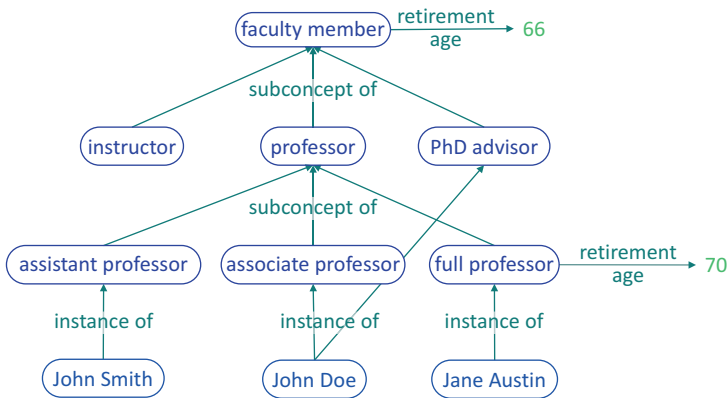 faculty member
retirement
age
66
subconcept of
instructor
professor
PhD advisor
subconcept of
assistant professor
associate professor
full professor
retirement
age
70
instance of
instance of
instance of
John Smith
John Doe
Jane Austin